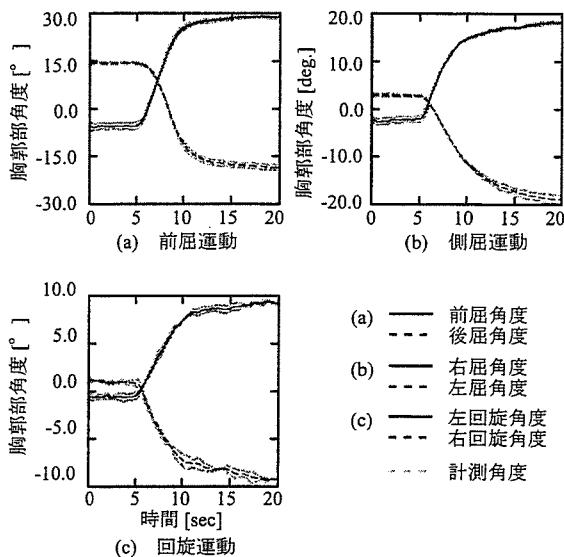 胸郭部角度 [°]
30.0
15.0
0.0
-15.0
-30.0
0 5 10 15 20
(a) 前屈運動
胸郭部角度 [deg.]
20.0
10.0
0.0
-10.0
-20.0
0 5 10 15 20
(b) 側屈運動
胸郭部角度 [°]
10.0
5.0
0.0
-5.0
-10.0
0 5 10 15 20
時間 [sec]
(c) 回旋運動
(a) 前屈角度
後屈角度
(b) 右屈角度
左屈角度
(c) 左回旋角度
右回旋角度
計測角度